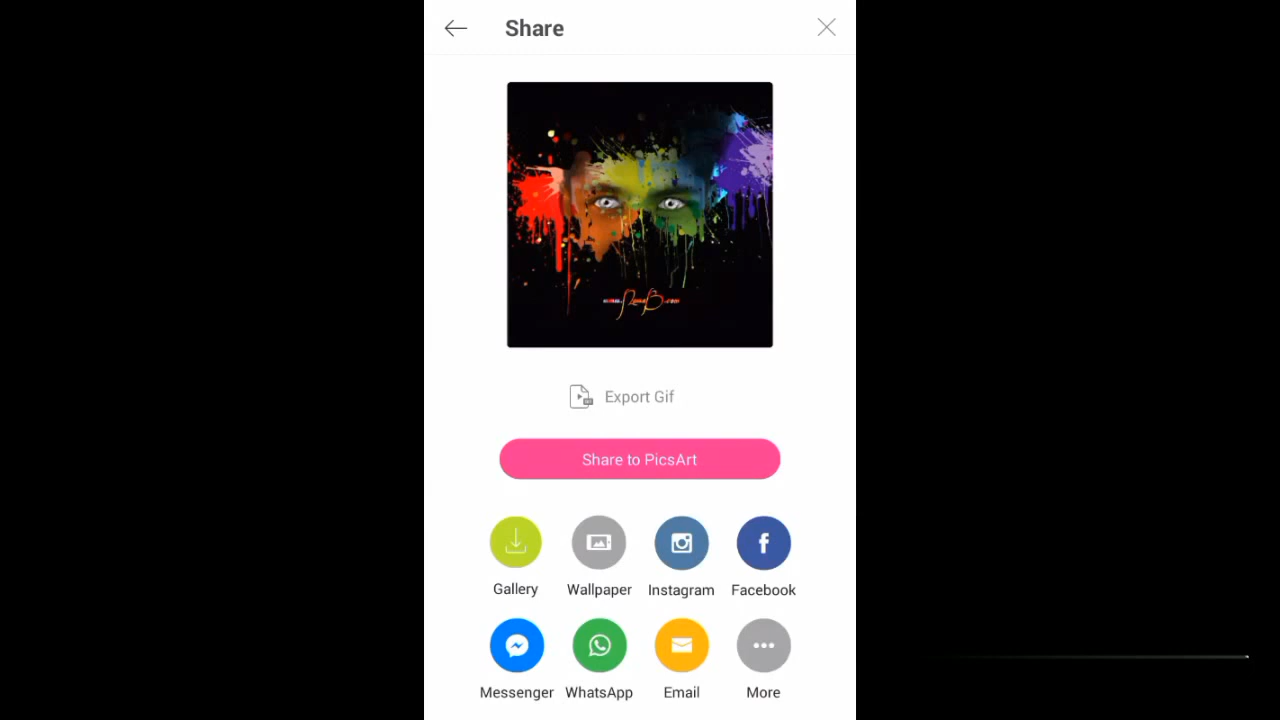 Share
Export Gif
Share to PicsArt
Gallery
Wallpaper
Instagram
Facebook
Messenger
WhatsApp
Email
More